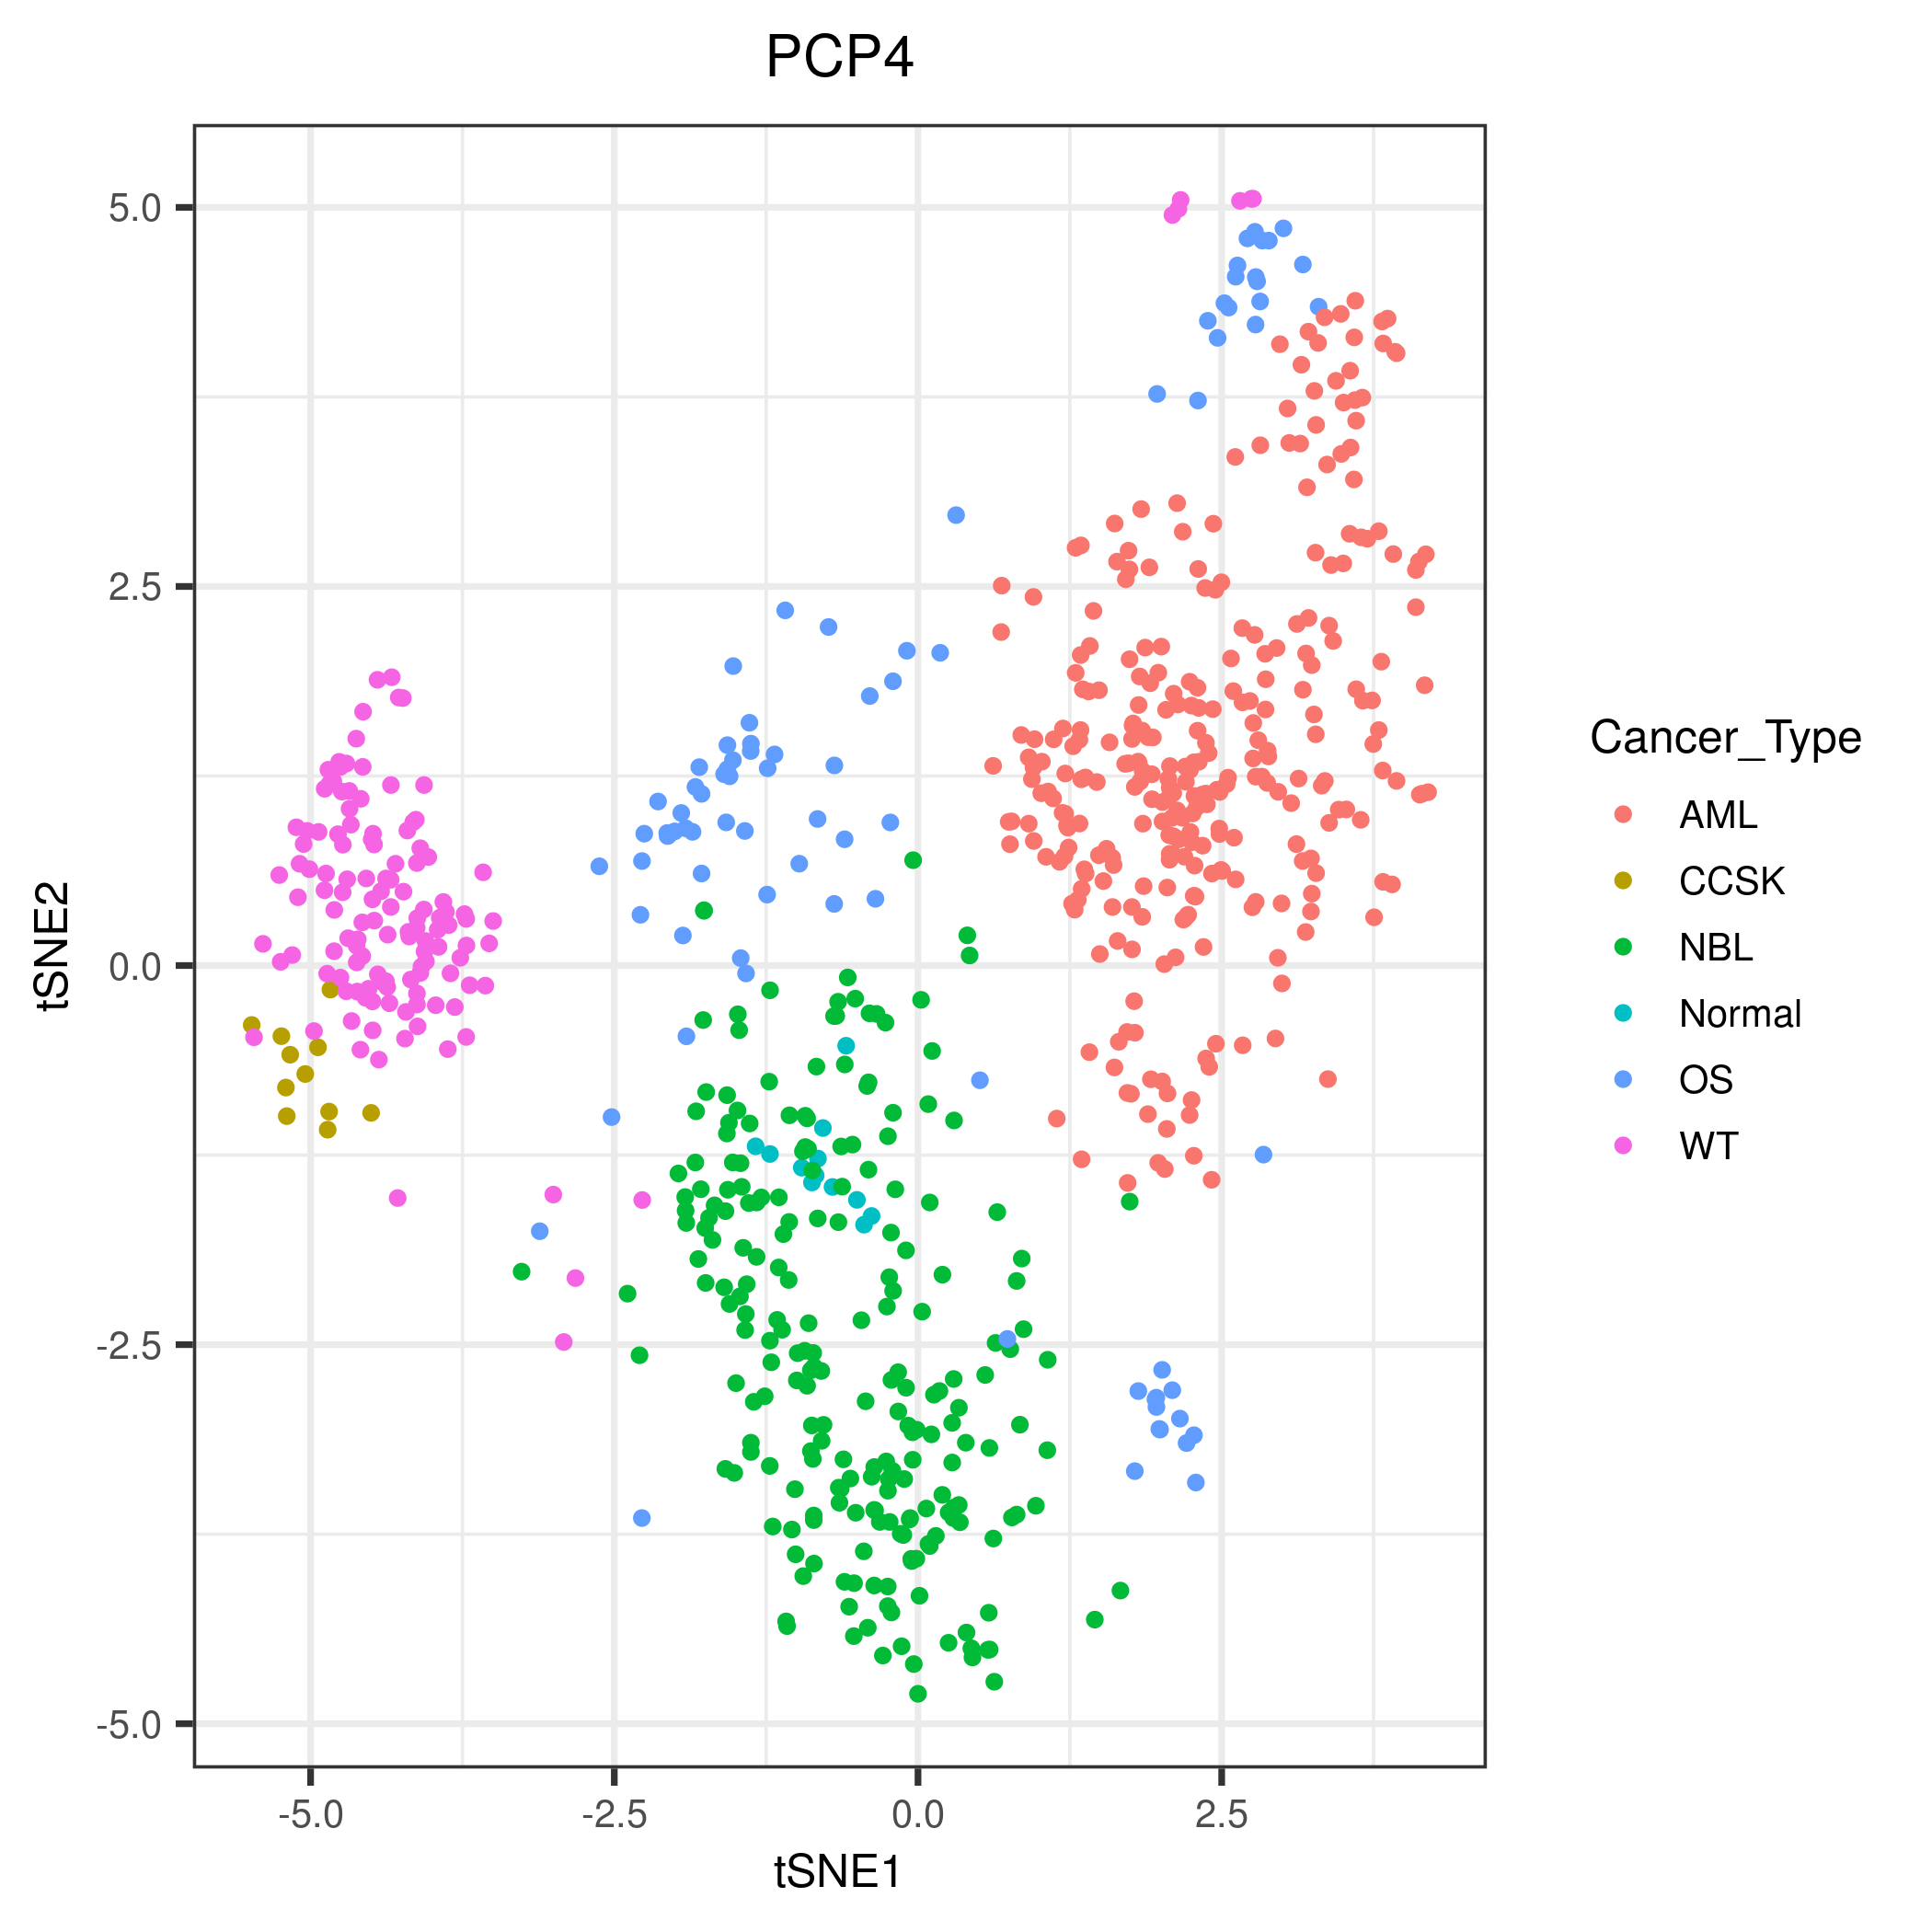 PCP4
5.0
2.5
0.0
-2.5
-5.0
tSNE2
-5.0
-2.5
0.0
2.5
tSNE1
Cancer_Type
AML
CCSK
NBL
Normal
OS
WT